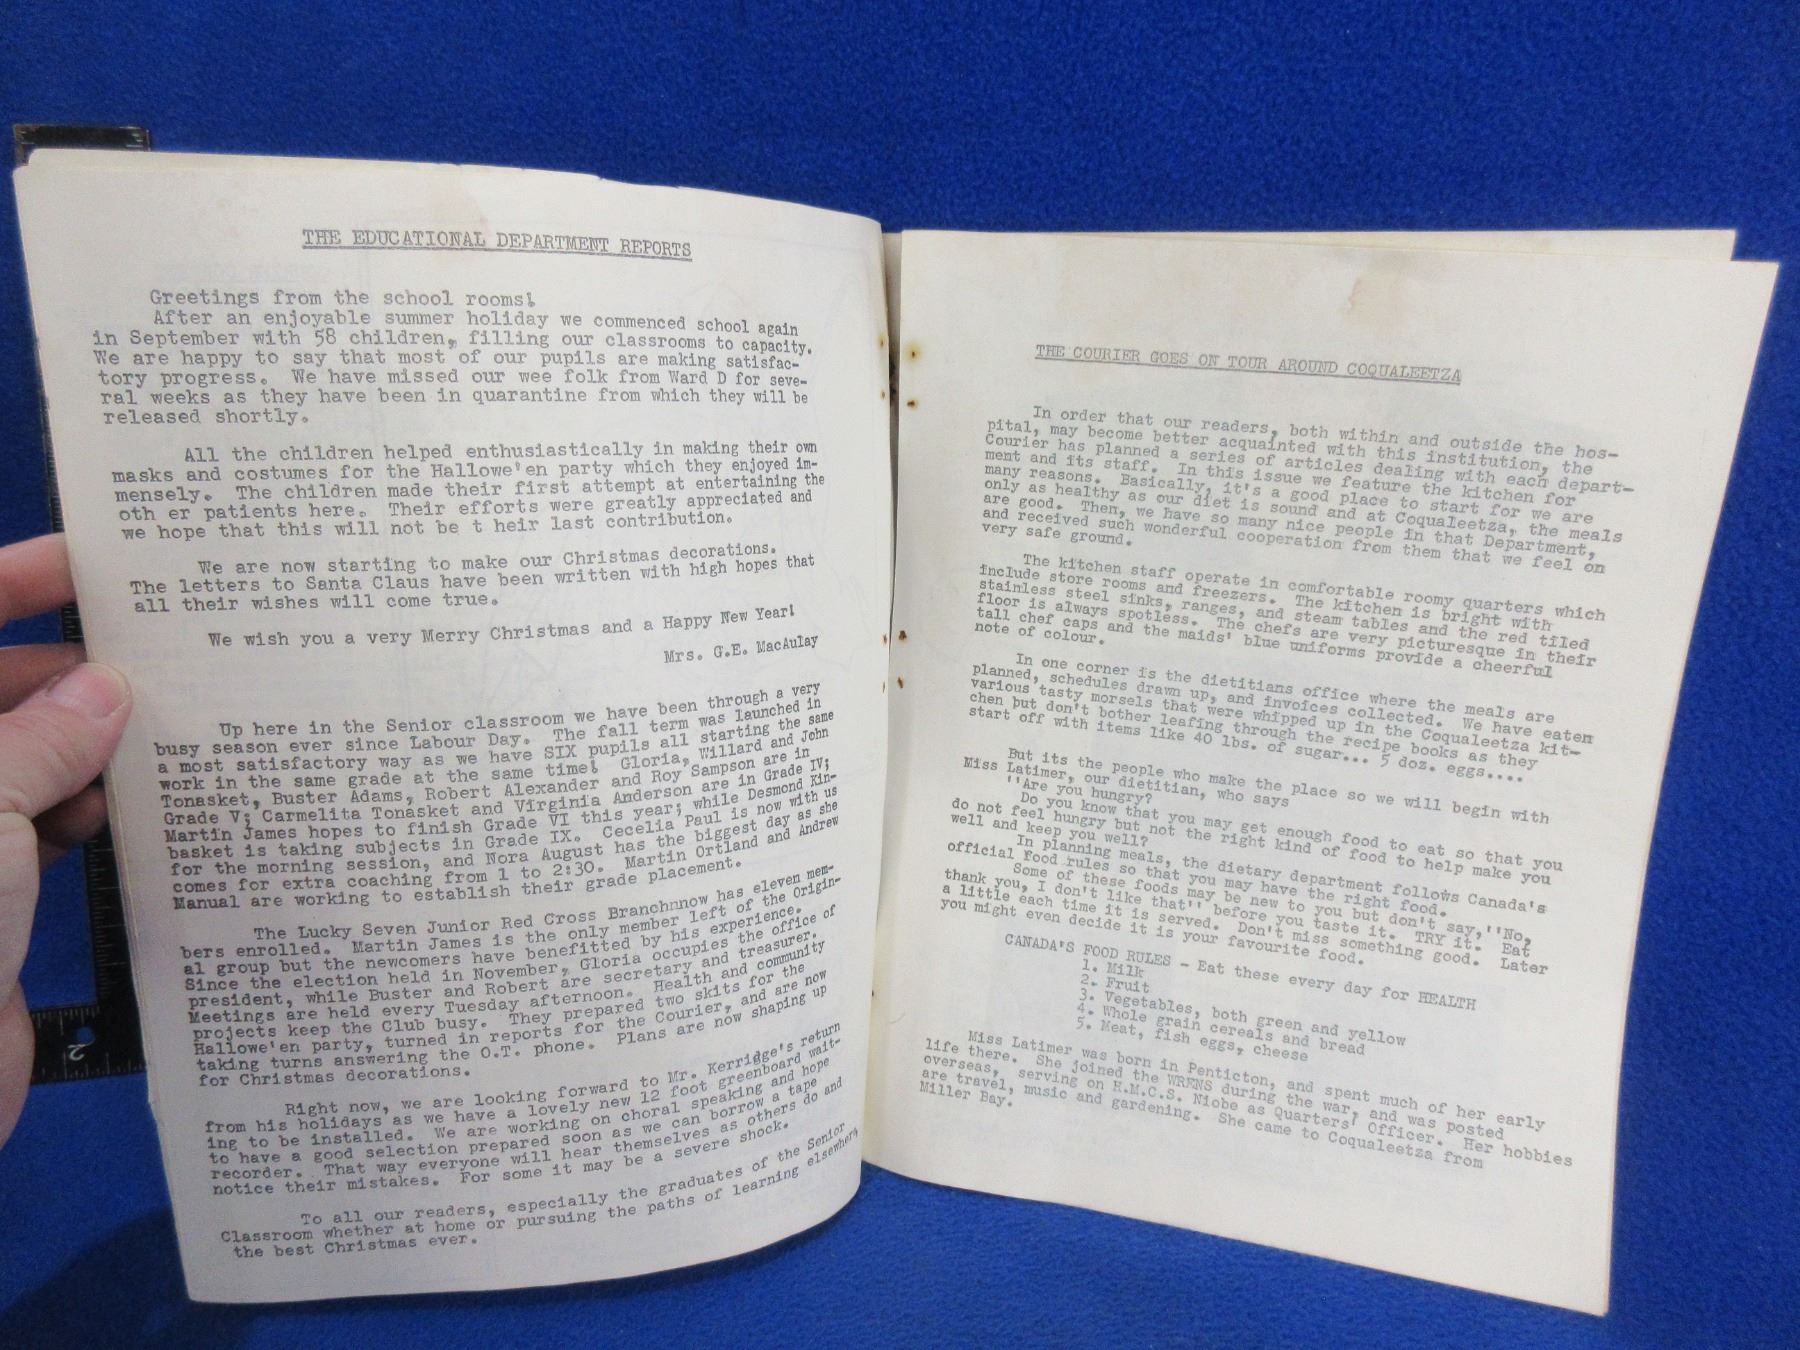 THE EDUCATIONAL DEPARTMENT REPORTS
Greetings from the school rooms!
After an enjoyable summer holiday we commenced school again
in September with 58 children, filling our classrooms to capacity.
We are happy to say that most of our pupils are making satisfac-
tory progress. We have missed our wee folk from Ward D for seve-
ral weeks as they have been in quarantine from which they will be
released shortly.
All the children helped enthusiastically in making their own
masks and costumes for the Hallowe'en party which they enjoyed im-
mensely. The children made their first attempt at entertaining the
oth er patients here. Their efforts were greatly appreciated and
we hope that this will not be t heir last contribution.
We are now starting to make our Christmas decorations.
The letters to Santa Claus have been written with high hopes that
all their wishes will come true.
We wish you a very Merry Christmas and a Happy New Year!
Mrs. G.E. MacAulay
Up here in the Senior classroom we have been through a very
busy season ever since Labour Day. The fall term was launched in
a most satisfactory way as we have SIX pupils all starting the same
work in the same grade at the same time! Gloria, Willard and John
Tonasket, Buster Adams, Robert Alexander and Roy Sampson are in
Grade V; Carmelita Tonasket and Virginia Anderson are in Grade IV;
Martin James hopes to finish Grade VI this year; while Desmond Kin-
basket is taking subjects in Grade IX. Cecelia Paul is now with us
for the morning session, and Nora August has the biggest day as she
comes for extra coaching from 1 to 2:30. Martin Ortland and Andrew
Manual are working to establish their grade placement.
The Lucky Seven Junior Red Cross Branchnnow has eleven mem-
bers enrolled. Martin James is the only member left of the Origin-
al group but the newcomers have benefitted by his experience.
Since the election held in November, Gloria occupies the office of
president, while Buster and Robert are secretary and treasurer.
Meetings are held every Tuesday afternoon. Health and community
projects keep the Club busy. They prepared two skits for the
Hallowe'en party, turned in reports for the Courier, and are now
taking turns answering the O.T. phone. Plans are now shaping up
for Christmas decorations.
Right now, we are looking forward to Mr. Kerridge's return
from his holidays as we have a lovely new 12 foot greenboard wait-
ing to be installed. We are working on choral speaking and hope
to have a good selection prepared soon as we can borrow a tape
recorder. That way everyone will hear themselves as others do and
notice their mistakes. For some it may be a severe shock.
To all our readers, especially the graduates of the Senior
Classroom whether at home or pursuing the paths of learning elsewhere,
the best Christmas ever.
THE COURIER GOES ON TOUR AROUND COQUALEETZA
In order that our readers, both within and outside the hos-
pital, may become better acquainted with this institution, the
Courier has planned a series of articles dealing with each depart-
ment and its staff. In this issue we feature the kitchen for
many reasons. Basically, it's a good place to start for we are
only as healthy as our diet is sound and at Coqualeetza, the meals
are good. Then, we have so many nice people in that Department,
and received such wonderful cooperation from them that we feel on
very safe ground.
The kitchen staff operate in comfortable roomy quarters which
include store rooms and freezers. The kitchen is bright with
stainless steel sinks, ranges, and steam tables and the red tiled
floor is always spotless. The chefs are very picturesque in their
tall chef caps and the maids' blue uniforms provide a cheerful
note of colour.
In one corner is the dietitians office where the meals are
planned, schedules drawn up, and invoices collected. We have eaten
various tasty morsels that were whipped up in the Coqualeetza kit-
chen but don't bother leafing through the recipe books as they
start off with items like 40 lbs. of sugar... 5 doz. eggs....
But its the people who make the place so we will begin with
Miss Latimer, our dietitian, who says
"Are you hungry?
Do you know that you may get enough food to eat so that you
do not feel hungry but not the right kind of food to help make you
well and keep you well?
In planning meals, the dietary department follows Canada's
official Food rules so that you may have the right food.
Some of these foods may be new to you but don't say,"No,
thank you, I don't like that" before you taste it. TRY it. Eat
a little each time it is served. Don't miss something good. Later
you might even decide it is your favourite food.
CANADA'S FOOD RULES - Eat these every day for HEALTH
1. Milk
2. Fruit
3. Vegetables, both green and yellow
4. Whole grain cereals and bread
5. Meat, fish eggs, cheese
Miss Latimer was born in Penticton, and spent much of her early
life there. She joined the WRENS during the war, and was posted
overseas, serving on H.M.C.S. Niobe as Quarters' Officer. Her hobbies
are travel, music and gardening. She came to Coqualeetza from
Miller Bay.
2